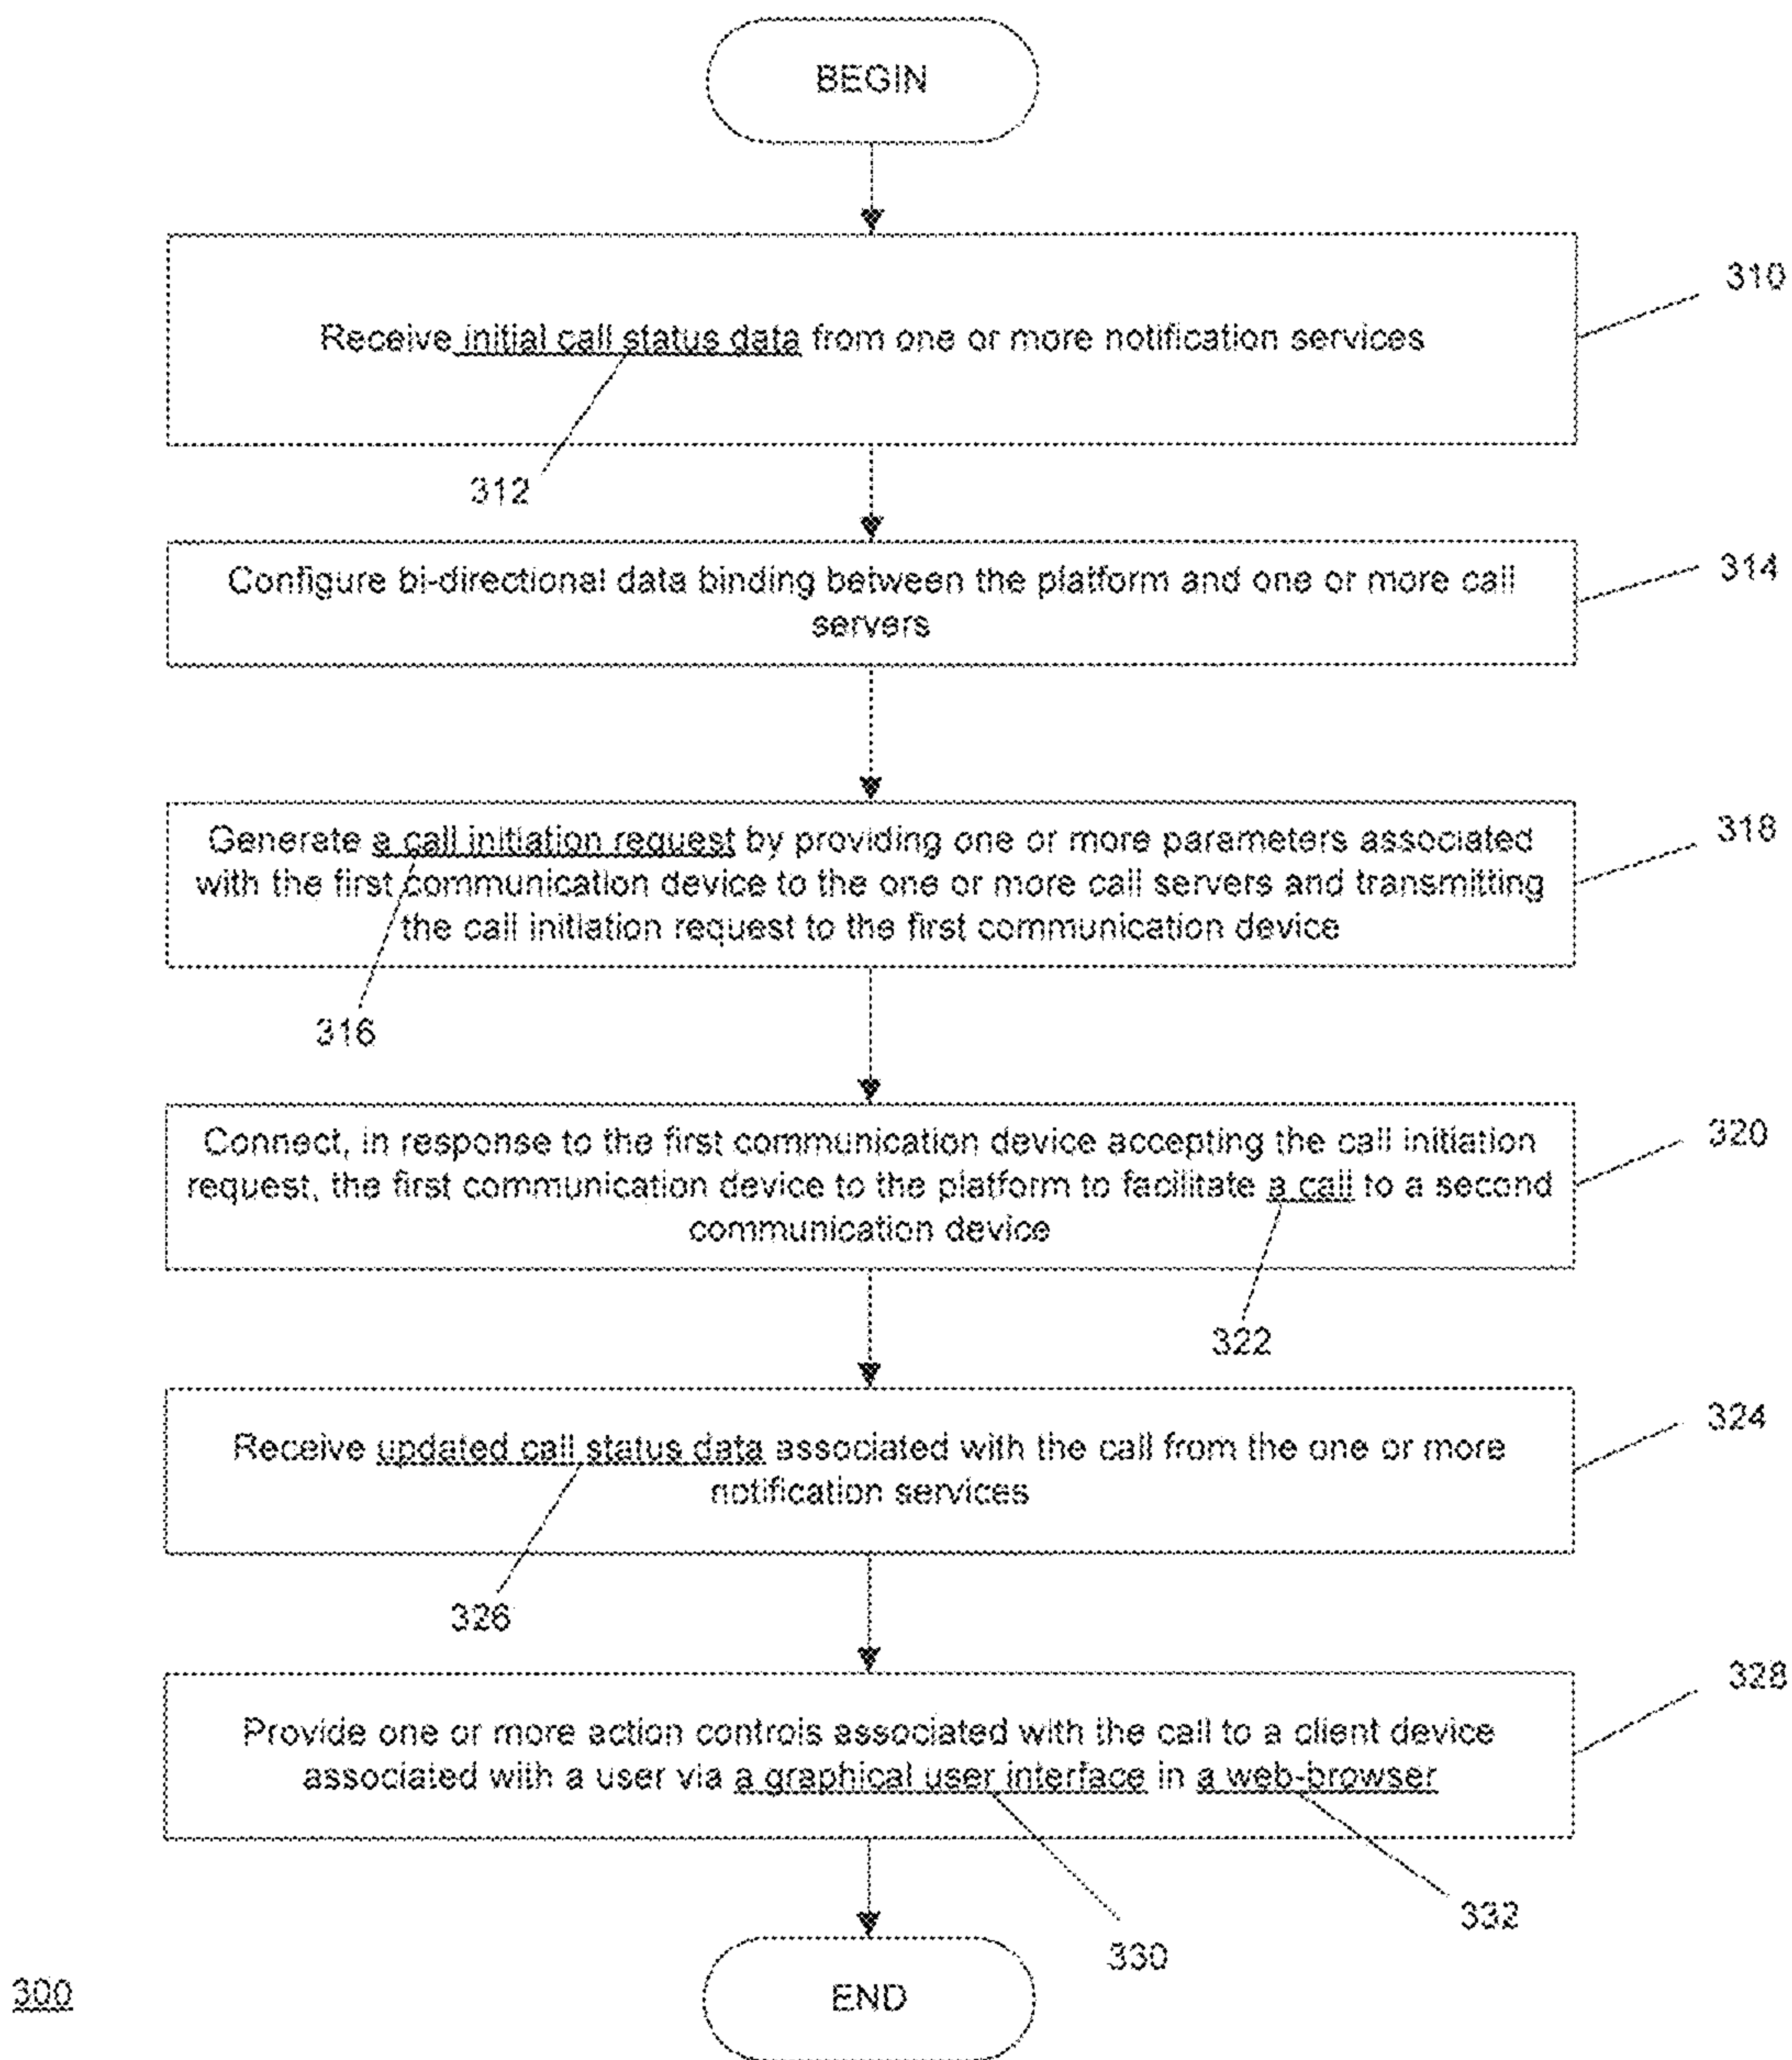 BEGIN
310
Receive initial call status data from one or more notification services
312
314
Configure bi-directional data binding between the platform and one or more call
servers
318
Generate a call initiation request by providing one or more parameters associated
with the first communication device to the one or more call servers and transmitting
the call initiation request to the first communication device
316
320
Connect, in response to the first communication device accepting the call initiation
request, the first communication device to the platform to facilitate a call to a second
communication device
322
324
Receive updated call status data associated with the call from the one or more
notification services
326
328
Provide one or more action controls associated with the call to a client device
associated with a user via a graphical user interface in a web-browser
332
330
END
300